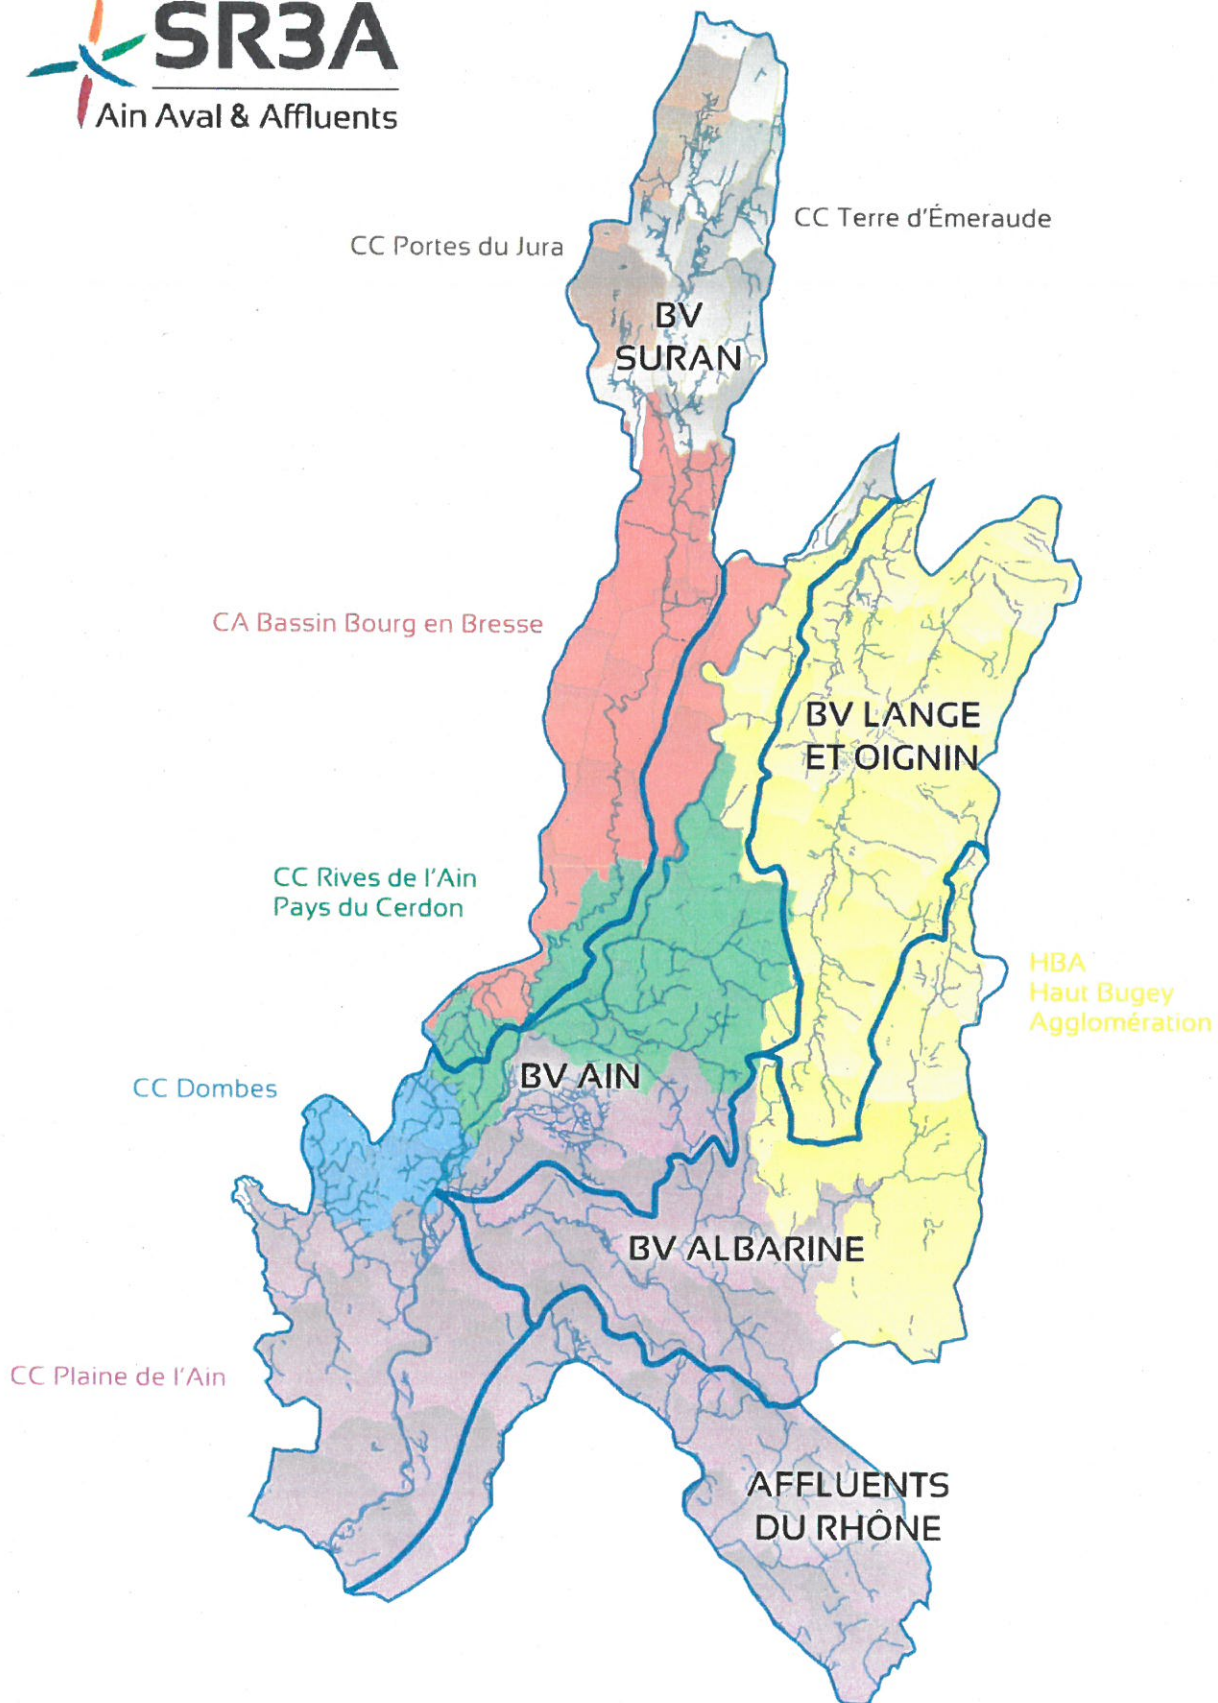 SR3A
Ain Aval & Affluents
CC Terre d'Émeraude
CC Portes du Jura
BV
SURAN
CA Bassin Bourg en Bresse
BV LANGE
ET OIGNIN
CC Rives de l'Ain
Pays du Cerdon
HBA
Haut Bugey
Agglomération
BV AIN
CC Dombes
BV ALBARINE
CC Plaine de l'Ain
AFFLUENTS
DU RHÔNE